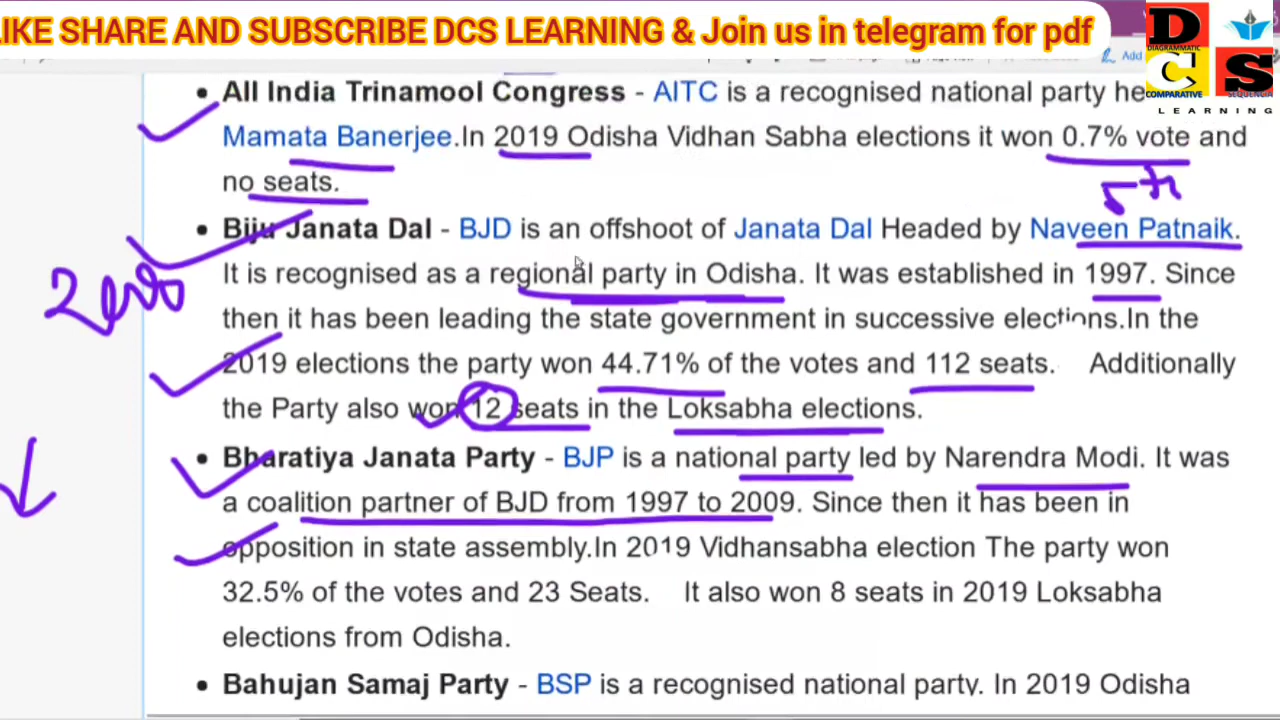 LIKE SHARE AND SUBSCRIBE DCS LEARNING & Join us in telegram for pdf
D
DIAGRAMMATIC
C
COMPARATIVE
S
SEQUENCIA
LEARNING
Add
• All India Trinamool Congress - AITC is a recognised national party he
Mamata Banerjee.In 2019 Odisha Vidhan Sabha elections it won 0.7% vote and
no seats.
5th
• Biju Janata Dal - BJD is an offshoot of Janata Dal Headed by Naveen Patnaik.
2000
It is recognised as a regional party in Odisha. It was established in 1997. Since
then it has been leading the state government in successive elections.In the
2019 elections the party won 44.71% of the votes and 112 seats. Additionally
the Party also won 12 seats in the Loksabha elections.
• Bharatiya Janata Party - BJP is a national party led by Narendra Modi. It was
a coalition partner of BJD from 1997 to 2009. Since then it has been in
opposition in state assembly.In 2019 Vidhansabha election The party won
32.5% of the votes and 23 Seats. It also won 8 seats in 2019 Loksabha
elections from Odisha.
• Bahujan Samaj Party - BSP is a recognised national party. In 2019 Odisha